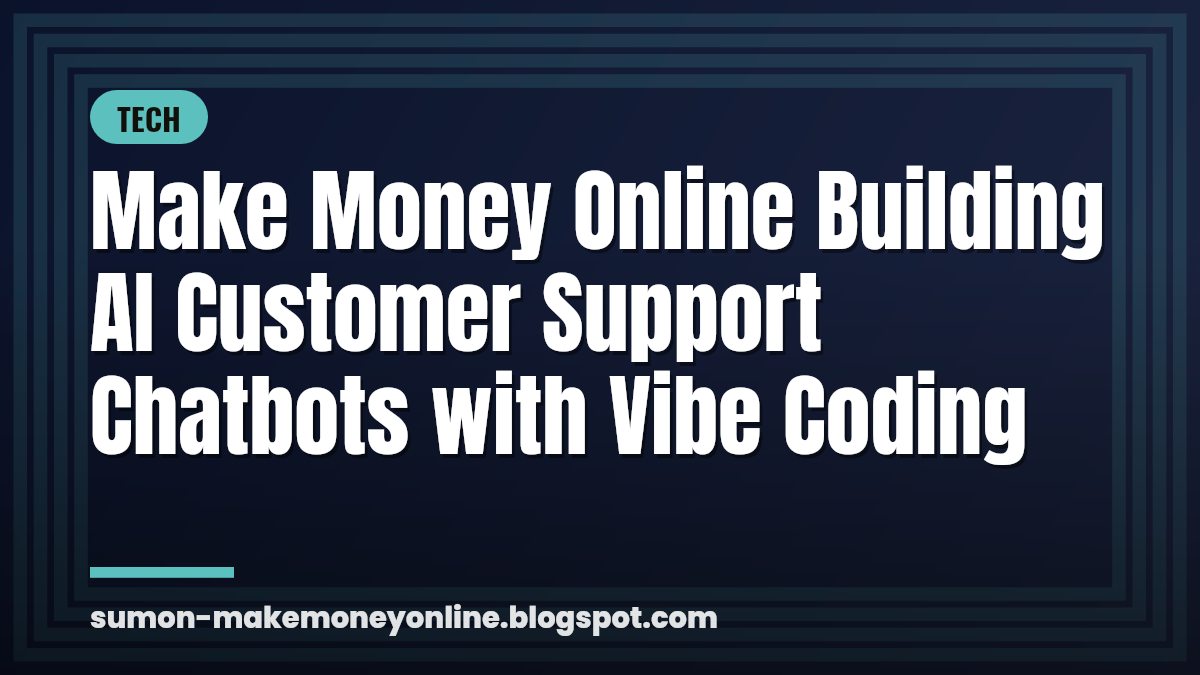 TECH
Make Money Online Building
AI Customer Support
Chatbots with Vibe Coding
sumon-makemoneyonline.blogspot.com